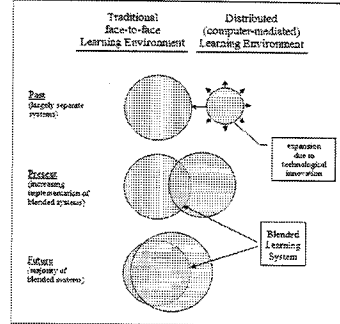 Traditional
face-to-face
Learning Environment
Distributed
(computer-mediated)
Learning Environment
Past
(largely separate
systems)
expansion
due to
technological
innovation
Present
(increasing
implementation of
blended systems)
Blended
Learning
System
Future
(majority of
blended systems)